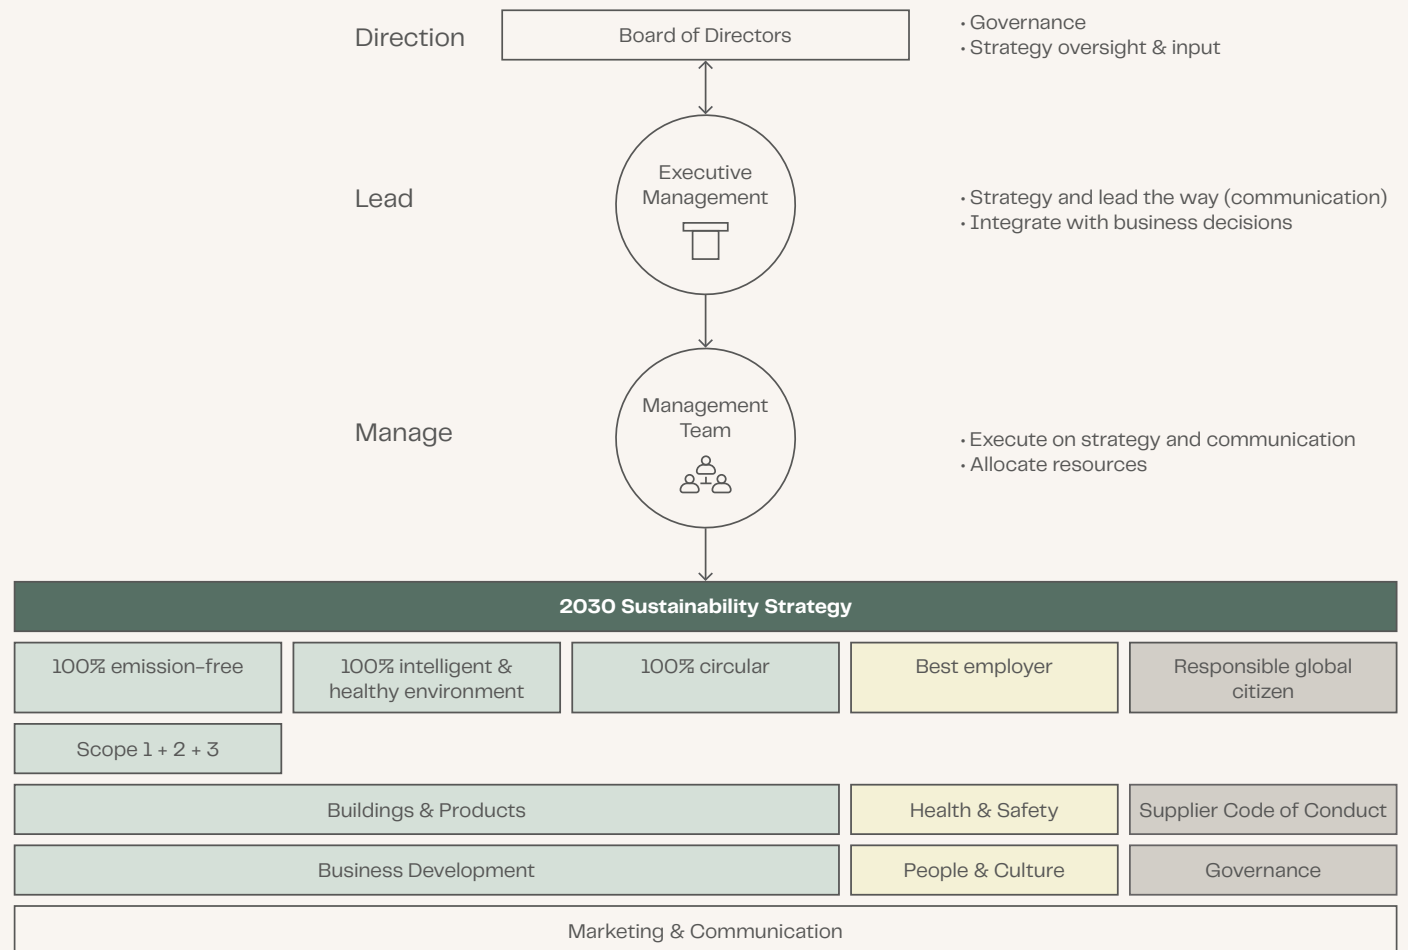 Direction
Board of Directors
• Governance
• Strategy oversight & input
Lead
Executive
Management
• Strategy and lead the way (communication)
• Integrate with business decisions
Manage
Management
Team
• Execute on strategy and communication
• Allocate resources
2030 Sustainability Strategy
100% emission-free
100% intelligent &
healthy environment
100% circular
Best employer
Responsible global
citizen
Scope 1 + 2 + 3
Buildings & Products
Health & Safety
Supplier Code of Conduct
Business Development
People & Culture
Governance
Marketing & Communication